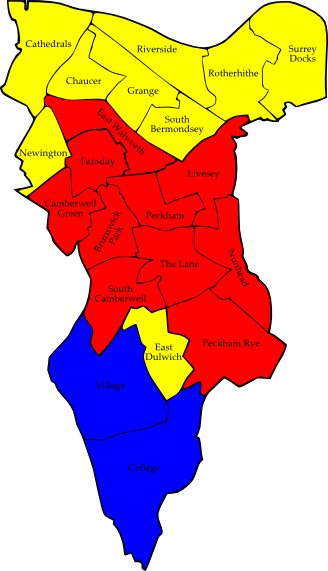 Cathedrals
Riverside
Surrey
Docks
Rotherhithe
Chaucer
Grange
South
Bermondsey
East Walworth
Newington
Faraday
Livesey
Camberwell
Green
Brunswick
Park
Peckham
The Lane
Nunhead
South
Camberwell
East
Dulwich
Peckham Rye
Village
College